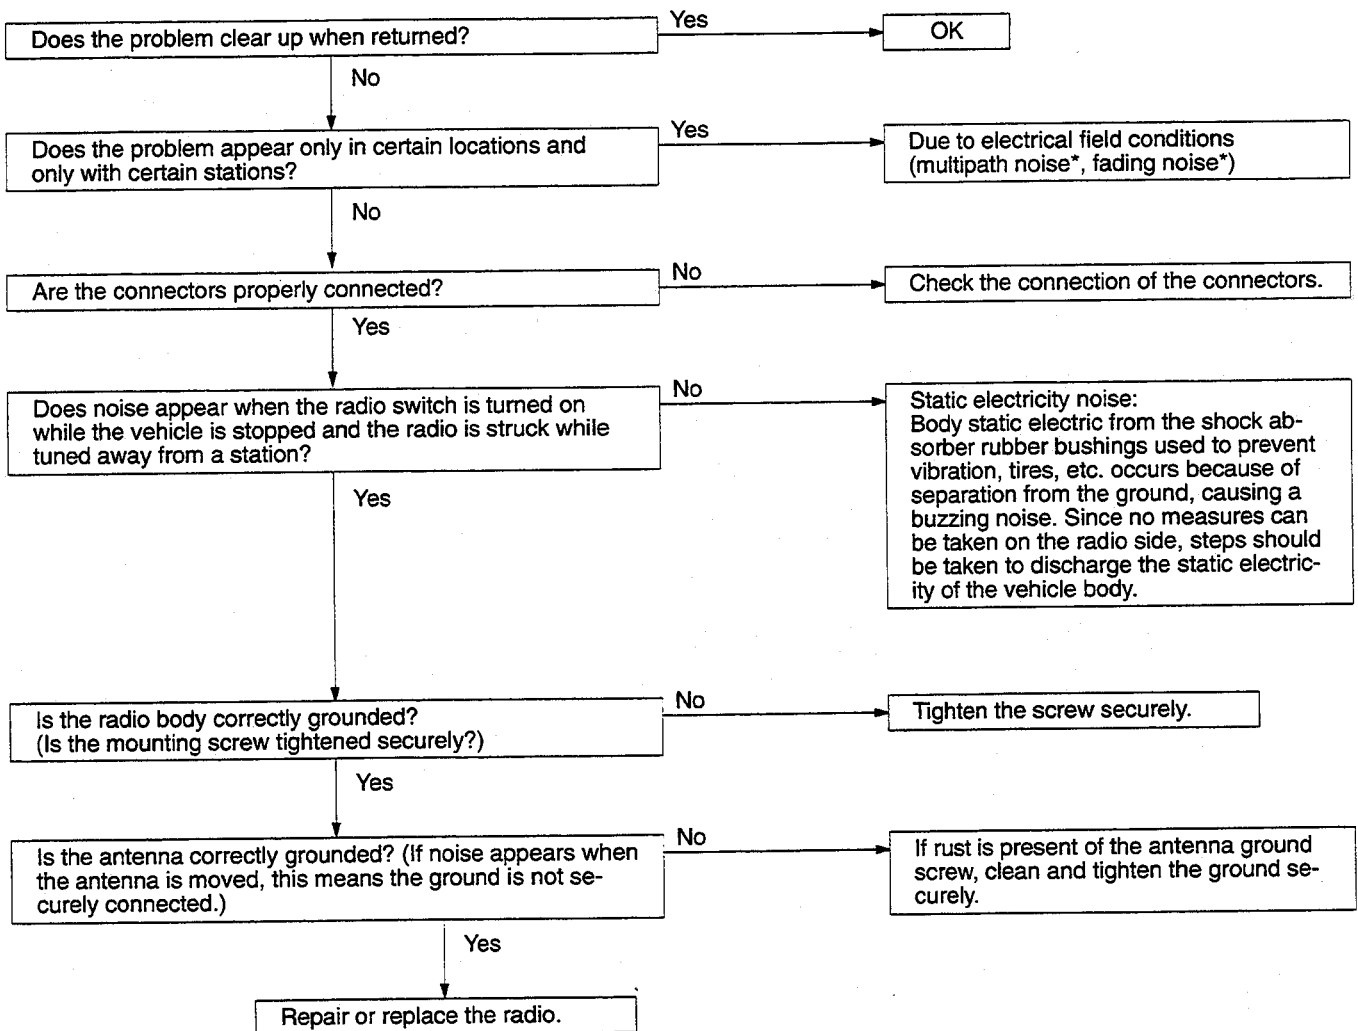 Does the problem clear up when returned?
Yes
OK
No
Does the problem appear only in certain locations and
only with certain stations?
Yes
Due to electrical field conditions
(multipath noise*, fading noise*)
No
Are the connectors properly connected?
No
Check the connection of the connectors.
Yes
Does noise appear when the radio switch is turned on
while the vehicle is stopped and the radio is struck while
tuned away from a station?
No
Static electricity noise:
Body static electric from the shock ab-
sorber rubber bushings used to prevent
vibration, tires, etc. occurs because of
separation from the ground, causing a
buzzing noise. Since no measures can
be taken on the radio side, steps should
be taken to discharge the static electric-
ity of the vehicle body.
Yes
Is the radio body correctly grounded?
(Is the mounting screw tightened securely?)
No
Tighten the screw securely.
Yes
Is the antenna correctly grounded? (If noise appears when
the antenna is moved, this means the ground is not se-
curely connected.)
No
If rust is present of the antenna ground
screw, clean and tighten the ground se-
curely.
Yes
Repair or replace the radio.